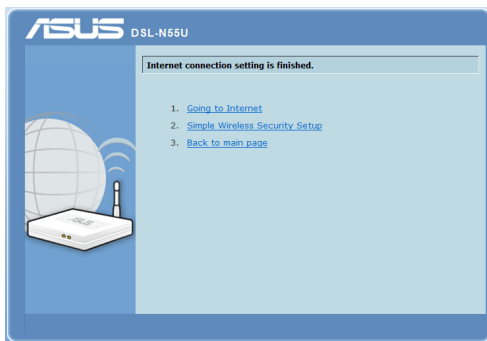 ASUS DSL-N55U
Internet connection setting is finished.
1. Going to Internet
2. Simple Wireless Security Setup
3. Back to main page
ASUS